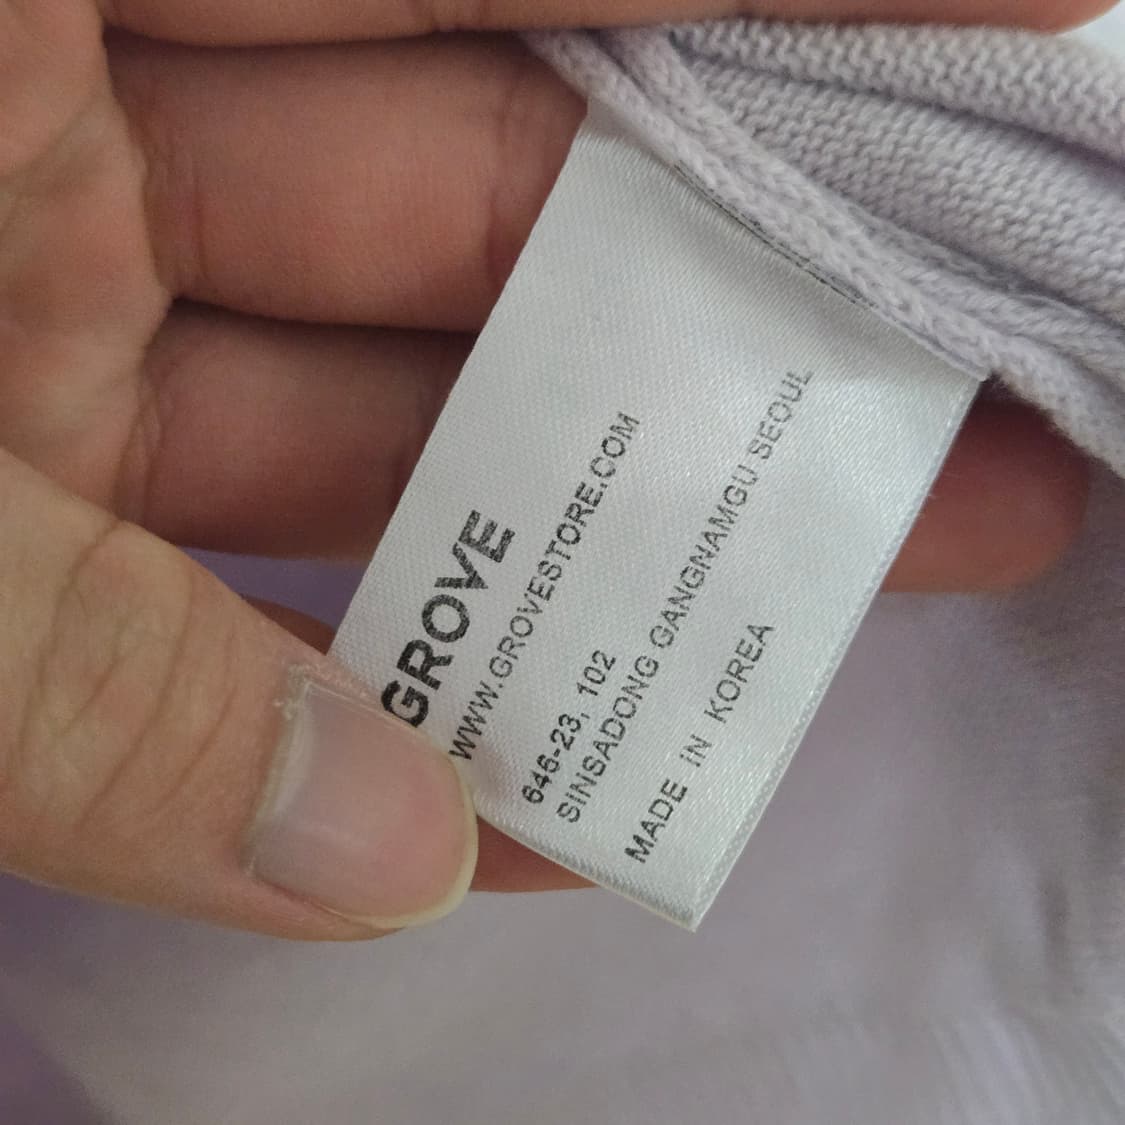 GROVE
WWW.GROVESTORE.COM
646-23, 102
SINSADONG GANGNAMGU SEOUL
MADE IN KOREA